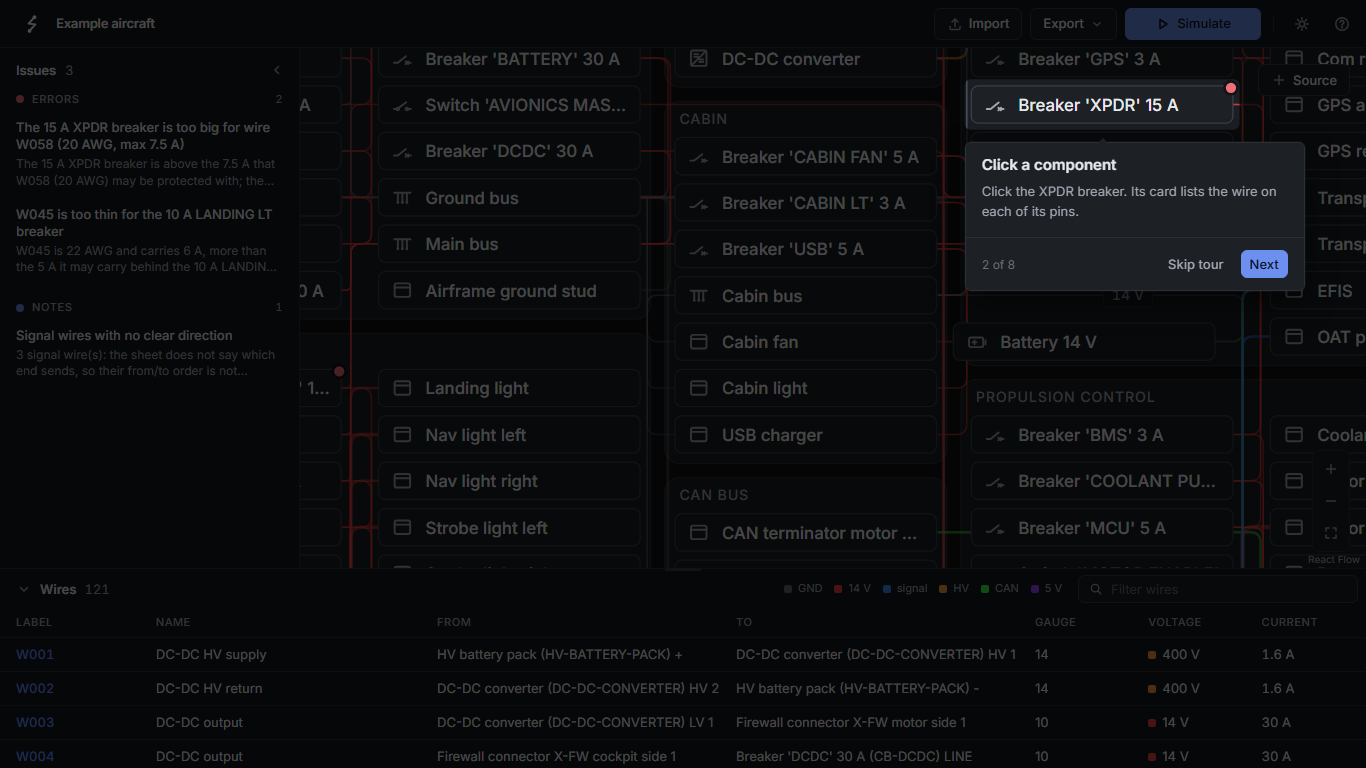 Example aircraft
Import
Export
Simulate
Issues 3
ERRORS 2
The 15 A XPDR breaker is too big for wire
W058 (20 AWG, max 7.5 A)
The 15 A XPDR breaker is above the 7.5 A that
W058 (20 AWG) may be protected with; the...
W045 is too thin for the 10 A LANDING LT
breaker
W045 is 22 AWG and carries 6 A, more than
the 5 A it may carry behind the 10 A LANDIN...
NOTES 1
Signal wires with no clear direction
3 signal wire(s): the sheet does not say which
end sends, so their from/to order is not...
A
0 A
' 1...
Breaker 'BATTERY' 30 A
Switch 'AVIONICS MAS...
Breaker 'DCDC' 30 A
Ground bus
Main bus
Airframe ground stud
Landing light
Nav light left
Nav light right
Strobe light left
DC-DC converter
CABIN
Breaker 'CABIN FAN' 5 A
Breaker 'CABIN LT' 3 A
Breaker 'USB' 5 A
Cabin bus
Cabin fan
Cabin light
USB charger
CAN BUS
CAN terminator motor ...
Breaker 'GPS' 3 A
Breaker 'XPDR' 15 A
Click a component
Click the XPDR breaker. Its card lists the wire on
each of its pins.
2 of 8
Skip tour
Next
14 V
Battery 14 V
PROPULSION CONTROL
Breaker 'BMS' 3 A
Breaker 'COOLANT PU...
Breaker 'MCU' 5 A
Com r
Source
GPS a
GPS re
Transp
Transp
EFIS
OAT p
Coola
or
or
React Flow
Wires 121
GND
14 V
signal
HV
CAN
5 V
Filter wires
LABEL NAME FROM TO GAUGE VOLTAGE CURRENT
W001 DC-DC HV supply HV battery pack (HV-BATTERY-PACK) + DC-DC converter (DC-DC-CONVERTER) HV 1 14 400 V 1.6 A
W002 DC-DC HV return DC-DC converter (DC-DC-CONVERTER) HV 2 HV battery pack (HV-BATTERY-PACK) - 14 400 V 1.6 A
W003 DC-DC output DC-DC converter (DC-DC-CONVERTER) LV 1 Firewall connector X-FW motor side 1 10 14 V 30 A
W004 DC-DC output Firewall connector X-FW cockpit side 1 Breaker 'DCDC' 30 A (CB-DCDC) LINE 10 14 V 30 A